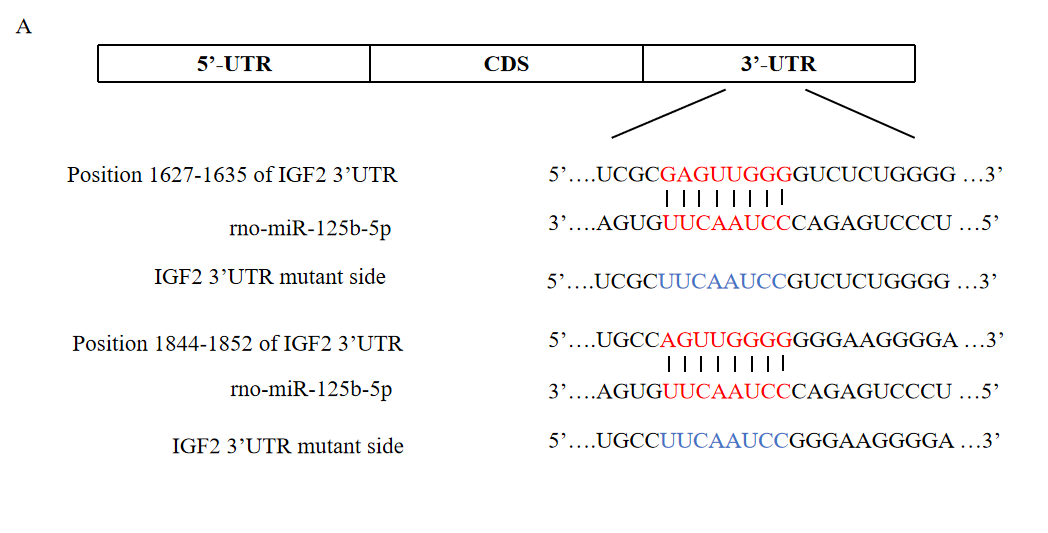 A
5’-UTR CDS 3’-UTR
Position 1627-1635 of IGF2 3’UTR 5’….UCGCGAGUUGGGGUCUCUGGGG …3’
rno-miR-125b-5p 3’….AGUGUUCAAUCCCAGAGUCCCU …5’
IGF2 3’UTR mutant side 5’….UCGCUUCAAUCCGUCUCUGGGG …3’
Position 1844-1852 of IGF2 3’UTR 5’….UGCCAGUUGGGGGGGAAGGGGA …3’
rno-miR-125b-5p 3’….AGUGUUCAAUCCCAGAGUCCCU …5’
IGF2 3’UTR mutant side 5’….UGCCUUCAAUCCGGGAAGGGGA …3’